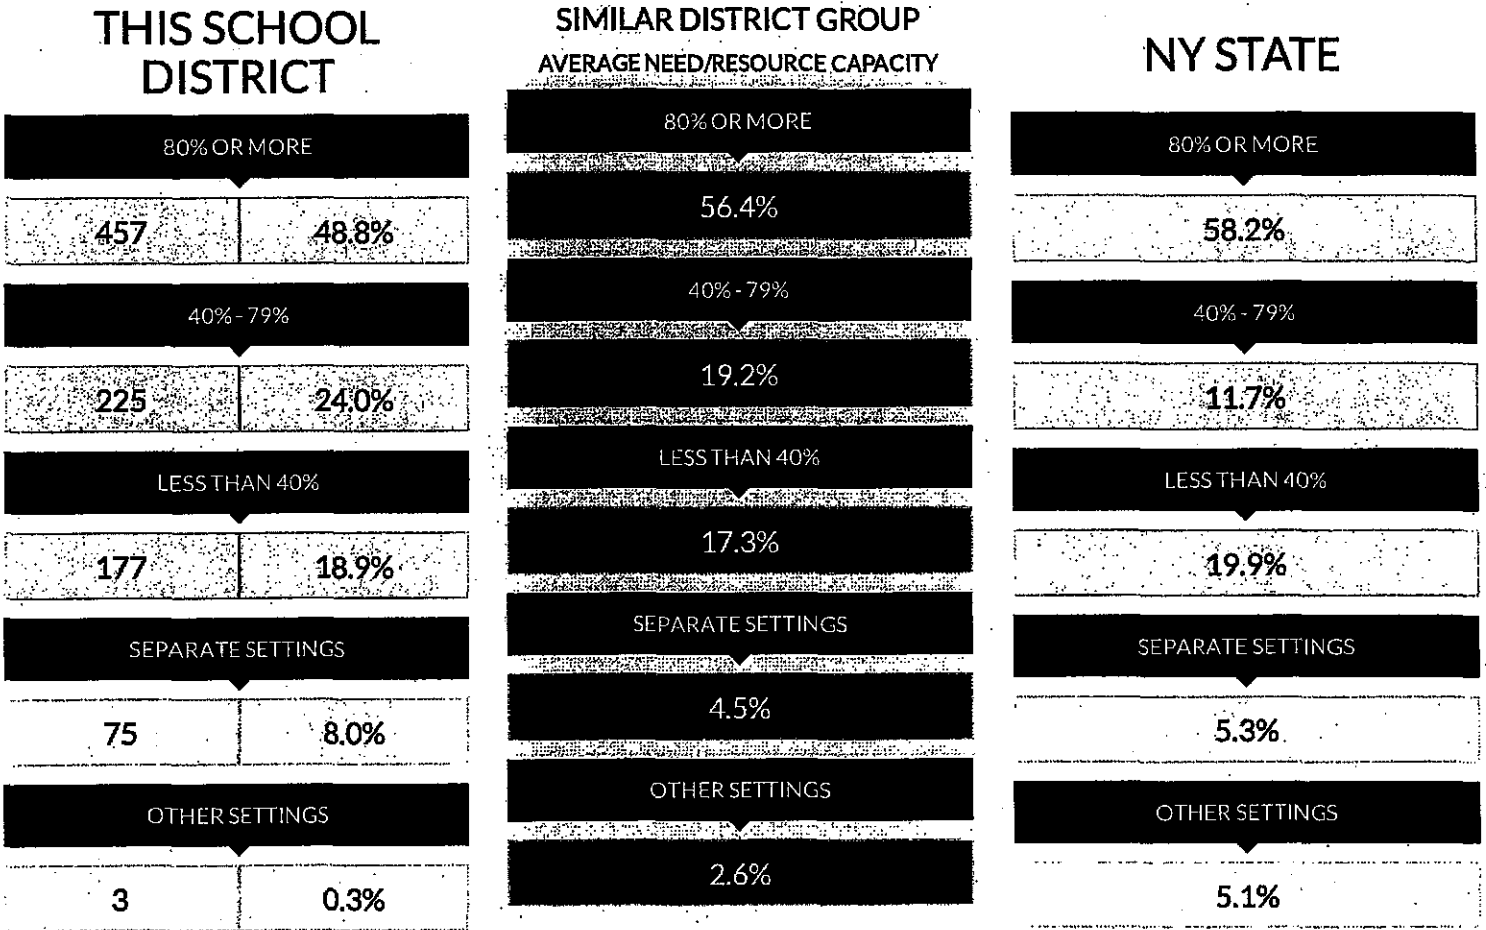 THIS SCHOOL
DISTRICT
80% OR MORE
457 48.8%
40% - 79%
225 24.0%
LESS THAN 40%
177 18.9%
SEPARATE SETTINGS
75 8.0%
OTHER SETTINGS
3 0.3%
SIMILAR DISTRICT GROUP
AVERAGE NEED/RESOURCE CAPACITY
80% OR MORE
56.4%
40% - 79%
19.2%
LESS THAN 40%
17.3%
SEPARATE SETTINGS
4.5%
OTHER SETTINGS
2.6%
NY STATE
80% OR MORE
58.2%
40% - 79%
11.7%
LESS THAN 40%
19.9%
SEPARATE SETTINGS
5.3%
OTHER SETTINGS
5.1%